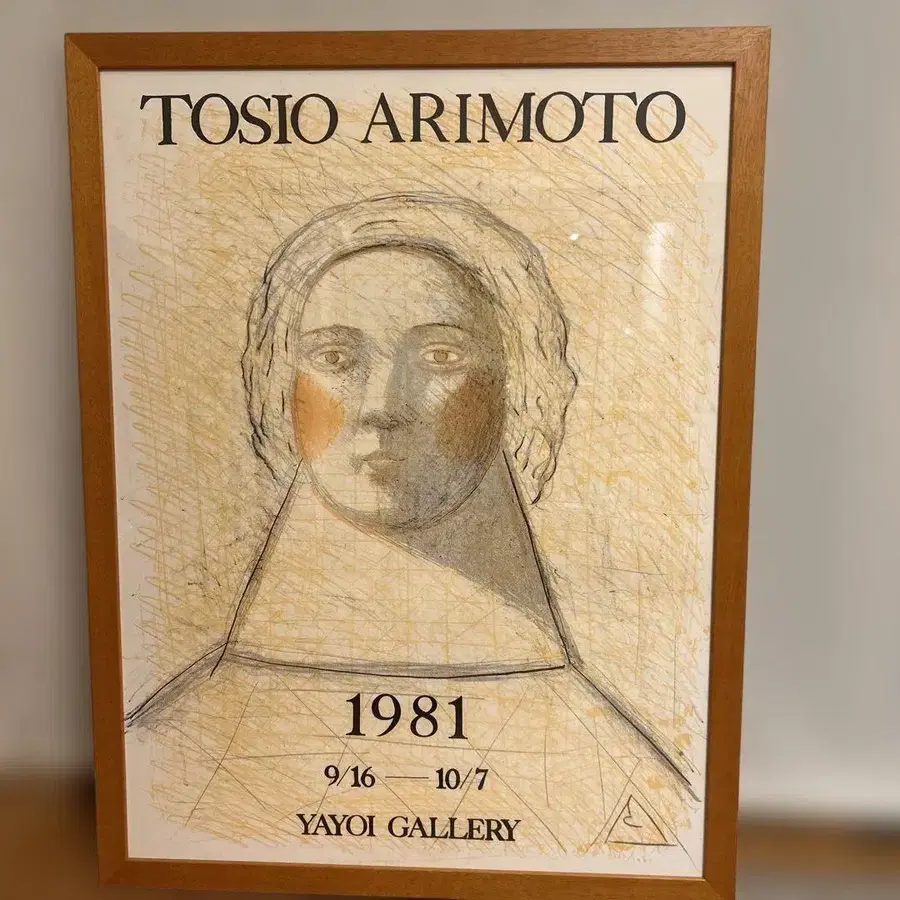 TOSIO ARIMOTO
1981
9/16 — 10/7
YAYOI GALLERY